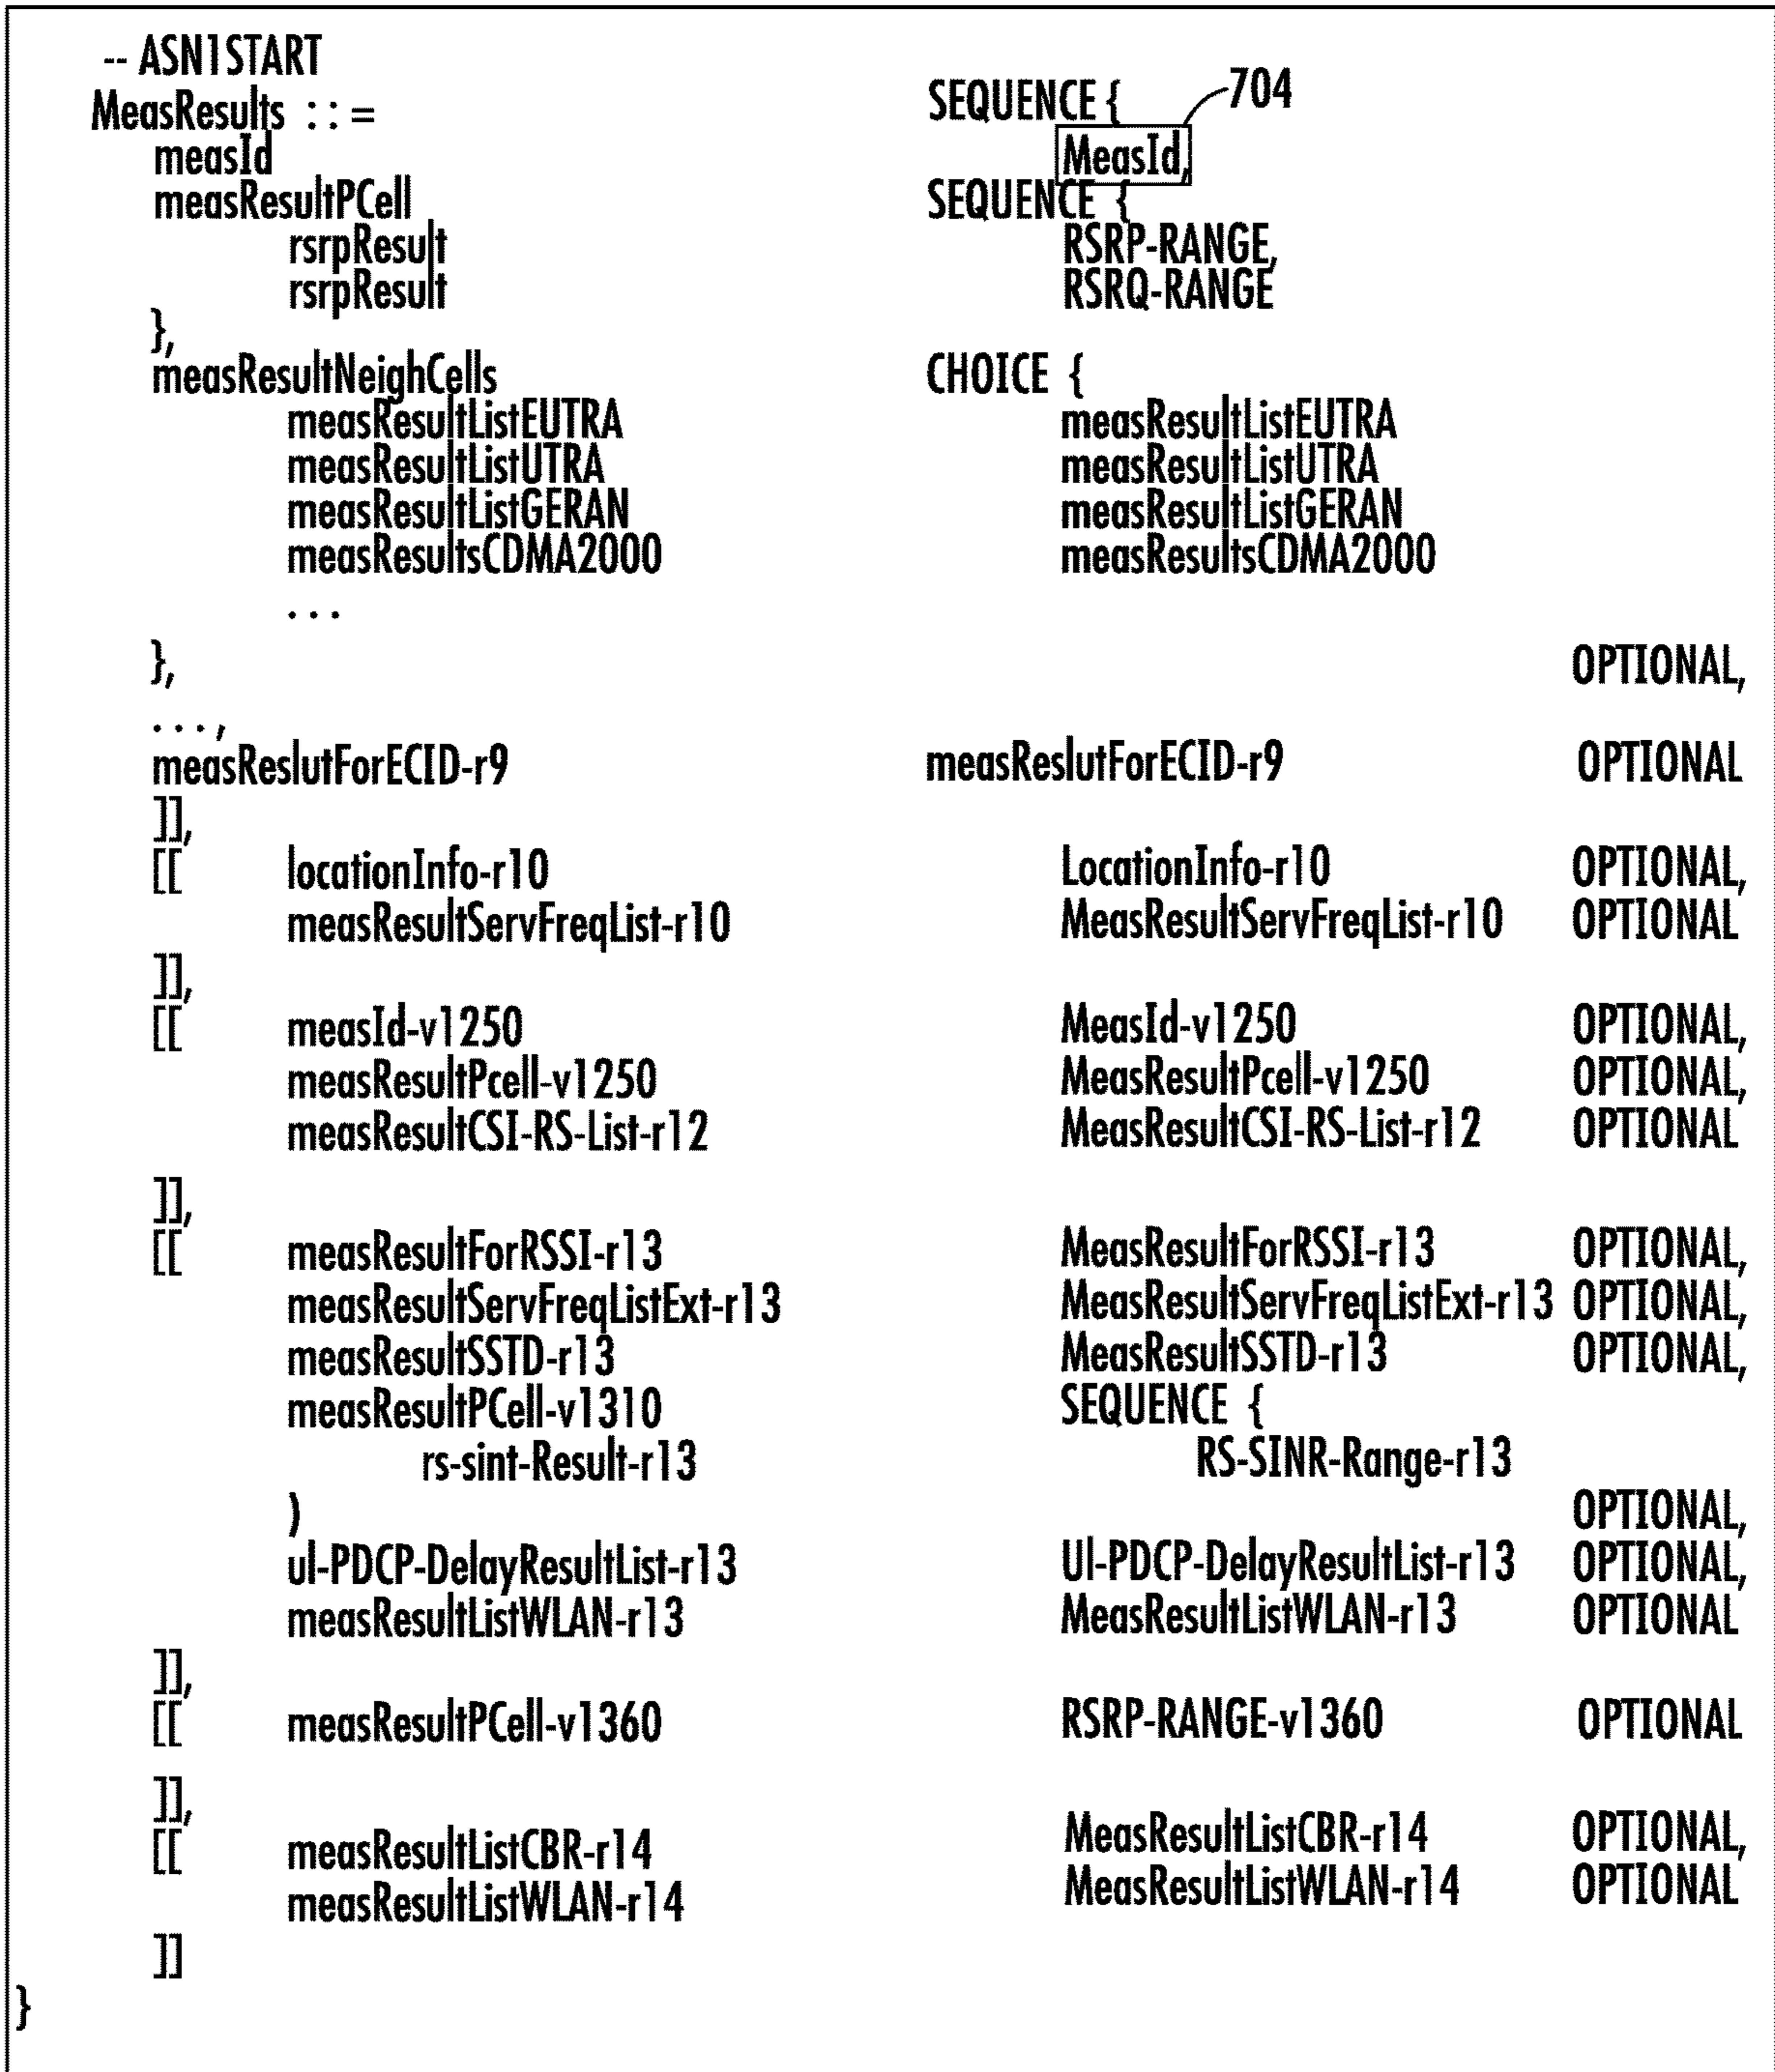 -- ASN1START
MeasResults : : = SEQUENCE { 704
measId MeasId,
measResultPCell SEQUENCE {
rsrpResult RSRP-RANGE,
rsrpResult RSRQ-RANGE
},
measResultNeighCells CHOICE {
measResultListEUTRA measResultListEUTRA
measResultListUTRA measResultListUTRA
measResultListGERAN measResultListGERAN
measResultsCDMA2000 measResultsCDMA2000
. . .
}, OPTIONAL,
. . . ,
measReslutForECID-r9 measReslutForECID-r9 OPTIONAL
]],
[[ locationInfo-r10 LocationInfo-r10 OPTIONAL,
measResultServFreqList-r10 MeasResultServFreqList-r10 OPTIONAL
]],
[[ measId-v1250 MeasId-v1250 OPTIONAL,
measResultPcell-v1250 MeasResultPcell-v1250 OPTIONAL,
measResultCSI-RS-List-r12 MeasResultCSI-RS-List-r12 OPTIONAL
]],
[[ measResultForRSSI-r13 MeasResultForRSSI-r13 OPTIONAL,
measResultServFreqListExt-r13 MeasResultServFreqListExt-r13 OPTIONAL,
measResultSSTD-r13 MeasResultSSTD-r13 OPTIONAL,
measResultPCell-v1310 SEQUENCE {
rs-sint-Result-r13 RS-SINR-Range-r13
) OPTIONAL,
ul-PDCP-DelayResultList-r13 Ul-PDCP-DelayResultList-r13 OPTIONAL,
measResultListWLAN-r13 MeasResultListWLAN-r13 OPTIONAL
]],
[[ measResultPCell-v1360 RSRP-RANGE-v1360 OPTIONAL
]],
[[ measResultListCBR-r14 MeasResultListCBR-r14 OPTIONAL,
measResultListWLAN-r14 MeasResultListWLAN-r14 OPTIONAL
]]
}